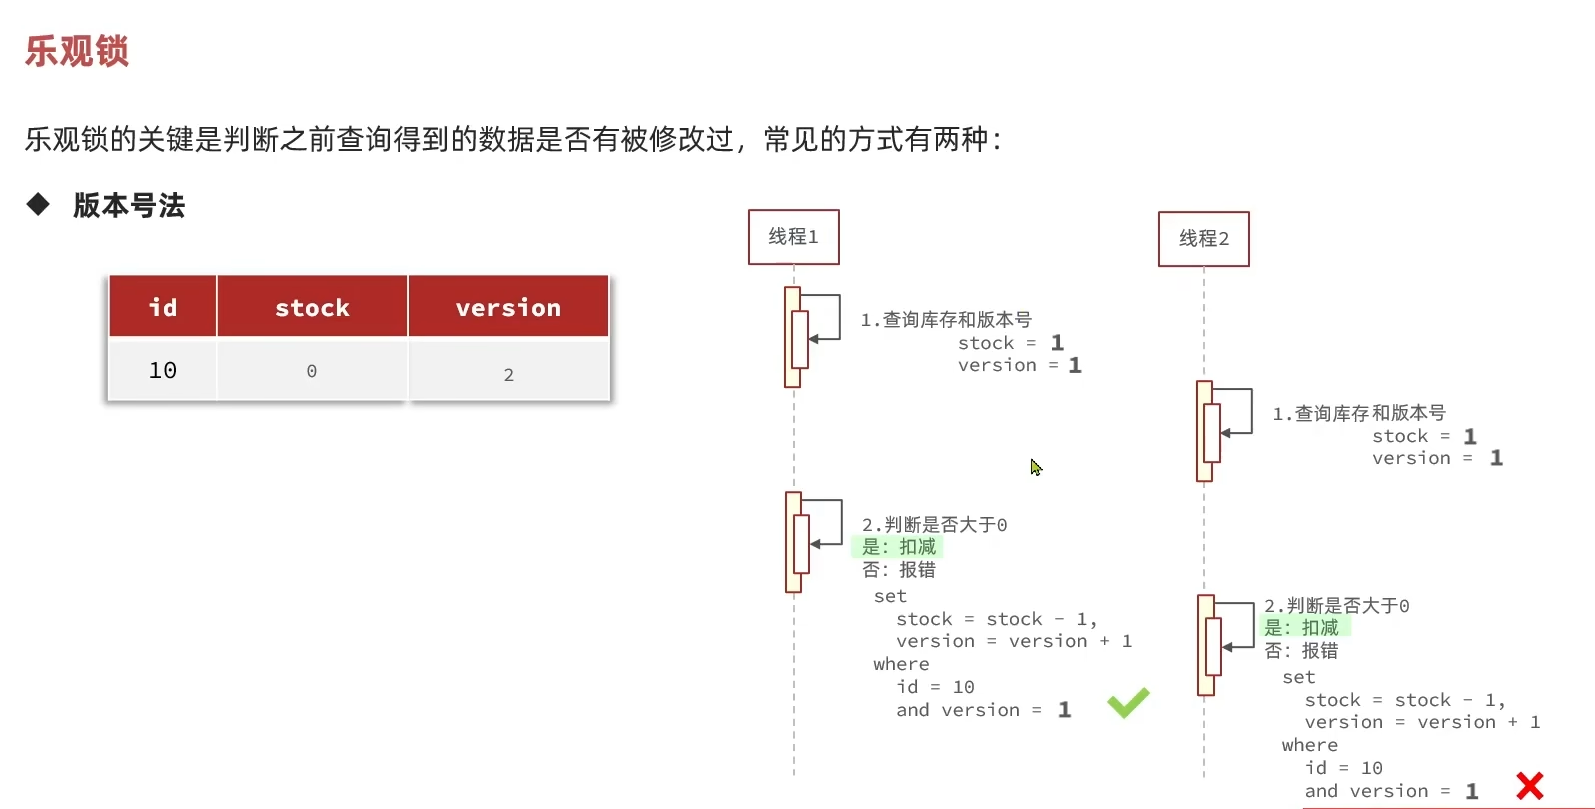 乐观锁
乐观锁的关键是判断之前查询得到的数据是否有被修改过，常见的方式有两种：
◆ 版本号法
id stock version
10 0 2
线程1
1.查询库存和版本号
stock = 1
version = 1
2.判断是否大于0
是：扣减
否：报错
set
stock = stock - 1,
version = version + 1
where
id = 10
and version = 1
线程2
1.查询库存和版本号
stock = 1
version = 1
2.判断是否大于0
是：扣减
否：报错
set
stock = stock - 1,
version = version + 1
where
id = 10
and version = 1